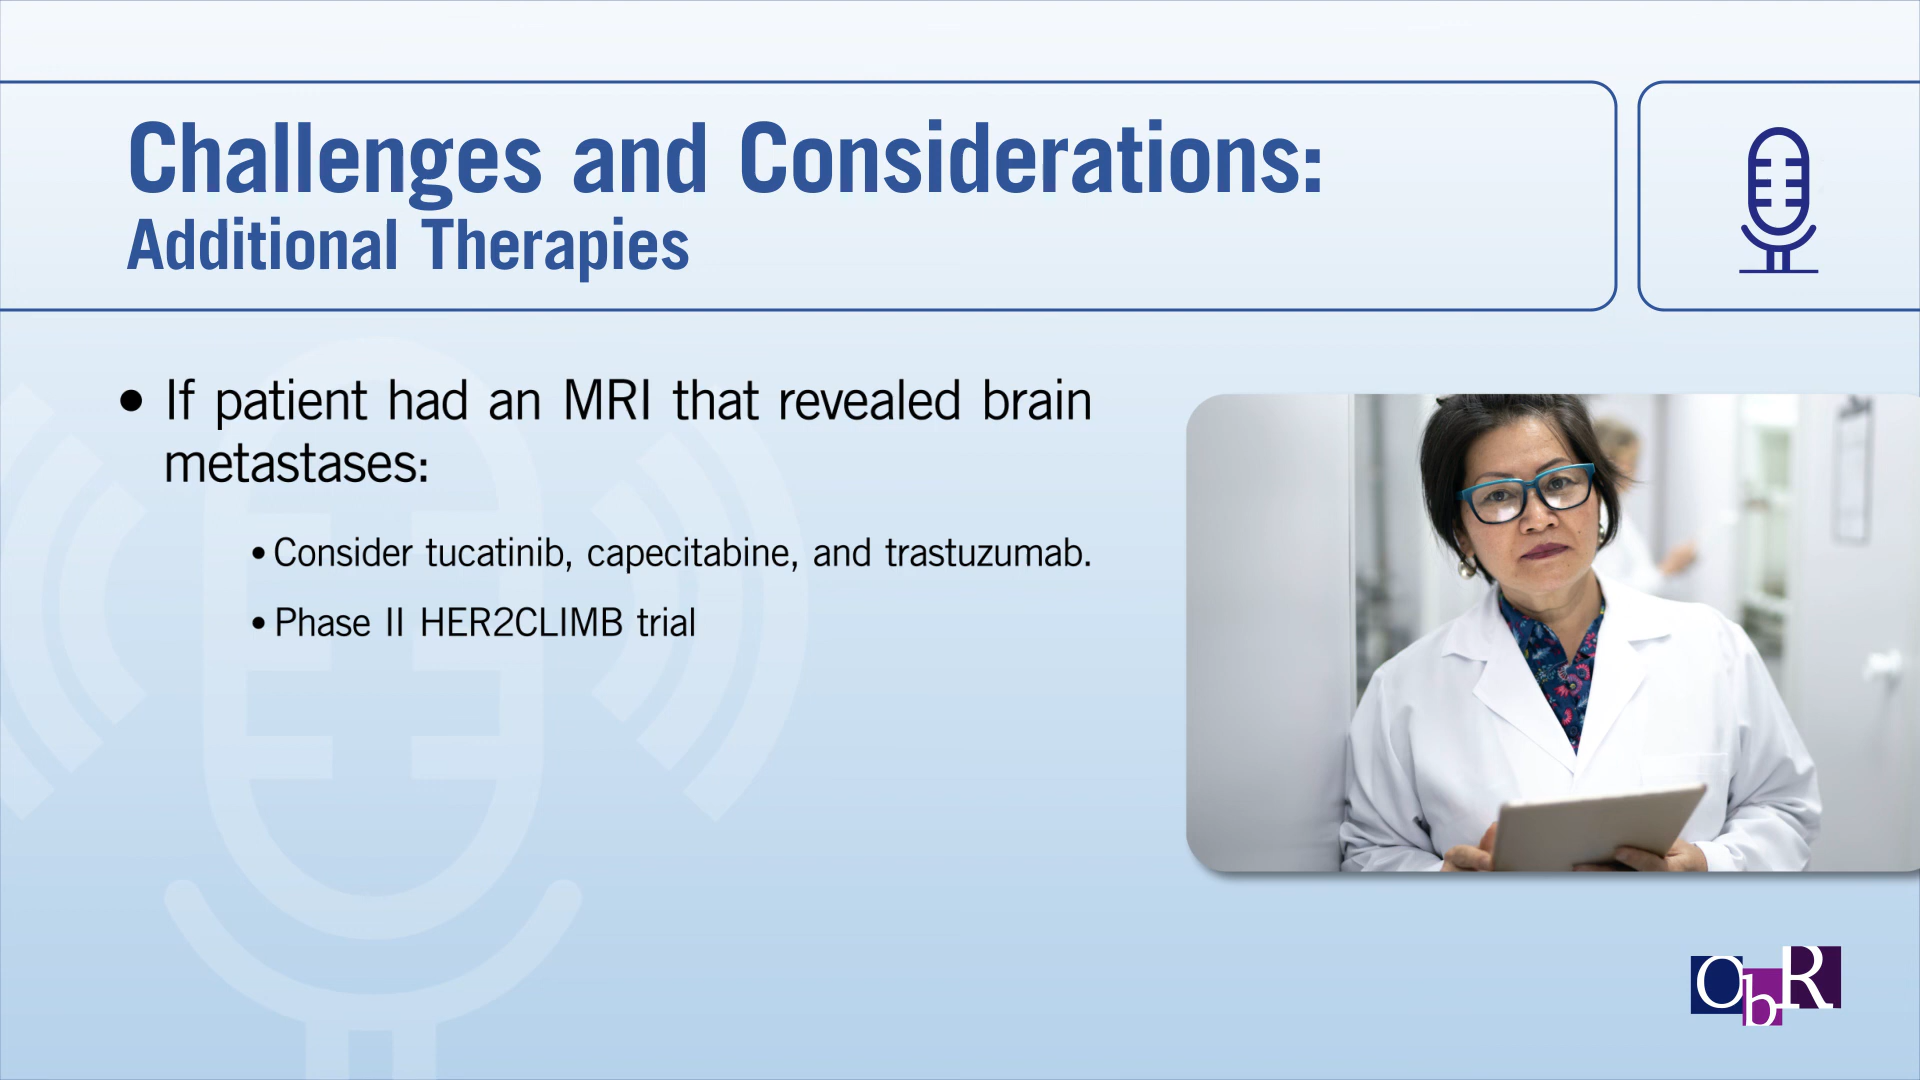 Challenges and Considerations:
Additional Therapies
• If patient had an MRI that revealed brain
metastases:
• Consider tucatinib, capecitabine, and trastuzumab.
• Phase II HER2CLIMB trial
ObR